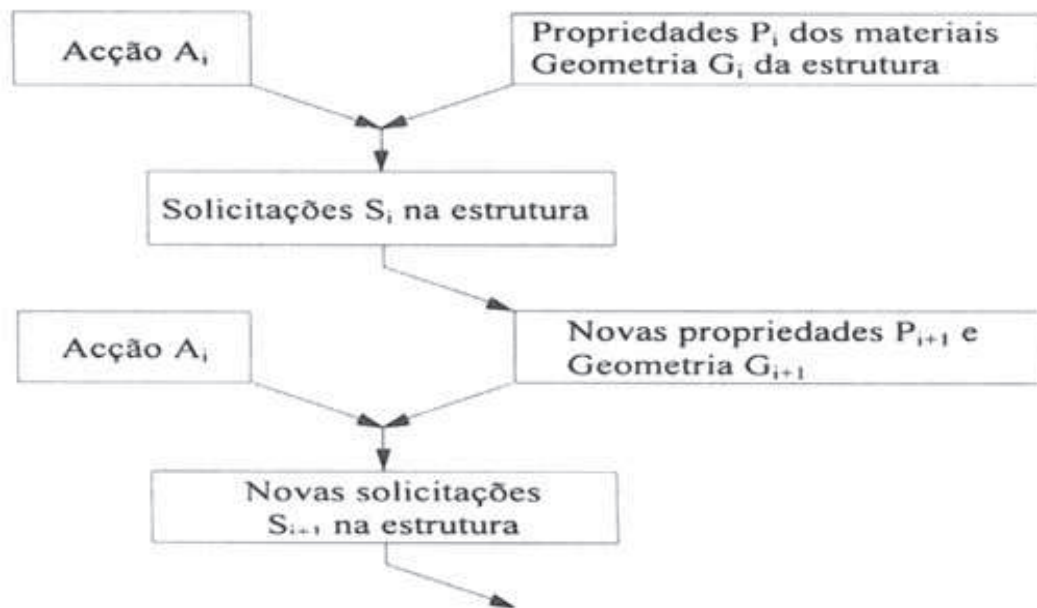 Acção Aᵢ
Propriedades Pᵢ dos materiais
Geometria Gᵢ da estrutura
Solicitações Sᵢ na estrutura
Acção Aᵢ
Novas propriedades Pᵢ₊₁ e
Geometria Gᵢ₊₁
Novas solicitações
Sᵢ₊₁ na estrutura